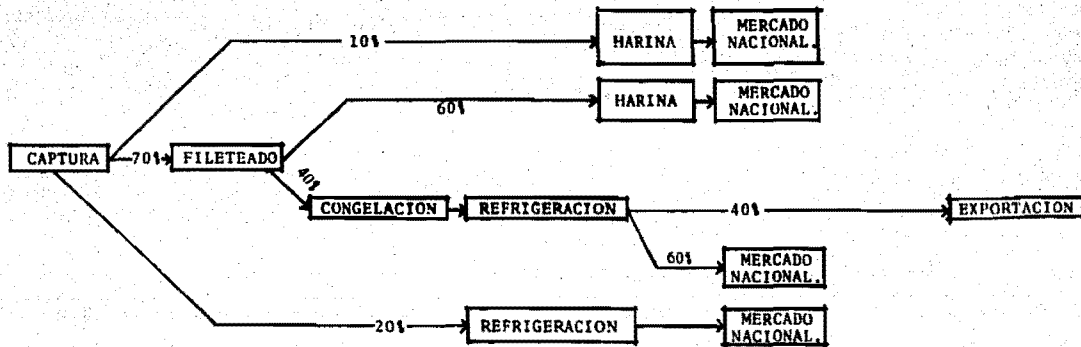 10%
HARINA
MERCADO
NACIONAL.
60%
HARINA
MERCADO
NACIONAL.
CAPTURA
70%
FILETEADO
40%
CONGELACION
REFRIGERACION
40%
EXPORTACION
60%
MERCADO
NACIONAL.
20%
REFRIGERACION
MERCADO
NACIONAL.